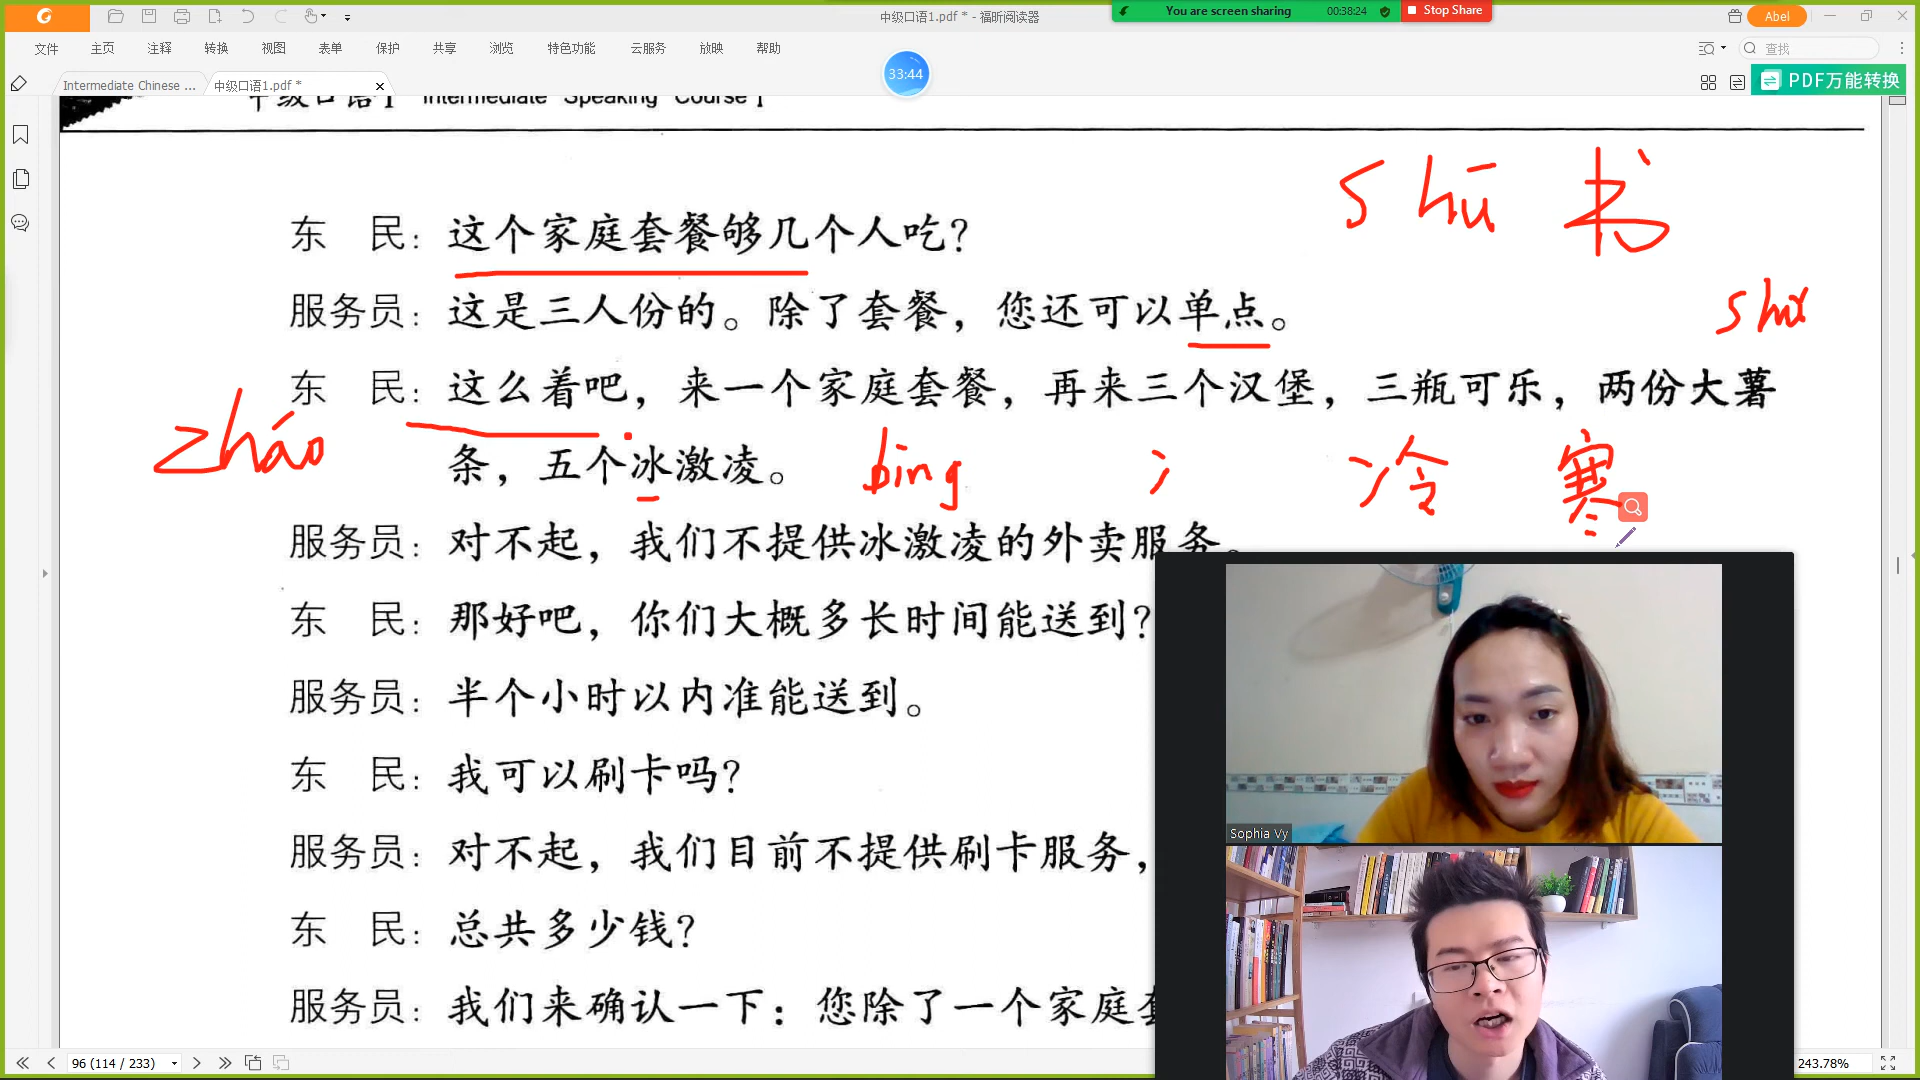 中级口语1.pdf * - 福昕阅读器
You are screen sharing
00:38:24
Stop Share
Abel
文件 主页 注释 转换 视图 表单 保护 共享 浏览 特色功能 云服务 放映 帮助
查找
Intermediate Chinese ...
中级口语1.pdf *
33:44
PDF万能转换
中级口语 I Intermediate Speaking Course I
shū 书
东 民：这个家庭套餐够几个人吃？
服务员：这是三人份的。除了套餐，您还可以单点。
东 民：这么着吧，来一个家庭套餐，再来三个汉堡，三瓶可乐，两份大薯
zháo
条，五个冰激凌。
bing
冫
冷
寒
服务员：对不起，我们不提供冰激凌的外卖服务。
东 民：那好吧，你们大概多长时间能送到？
服务员：半个小时以内准能送到。
东 民：我可以刷卡吗？
服务员：对不起，我们目前不提供刷卡服务，
东 民：总共多少钱？
服务员：我们来确认一下：您除了一个家庭套
Sophia Vy
96 (114 / 233)
243.78%